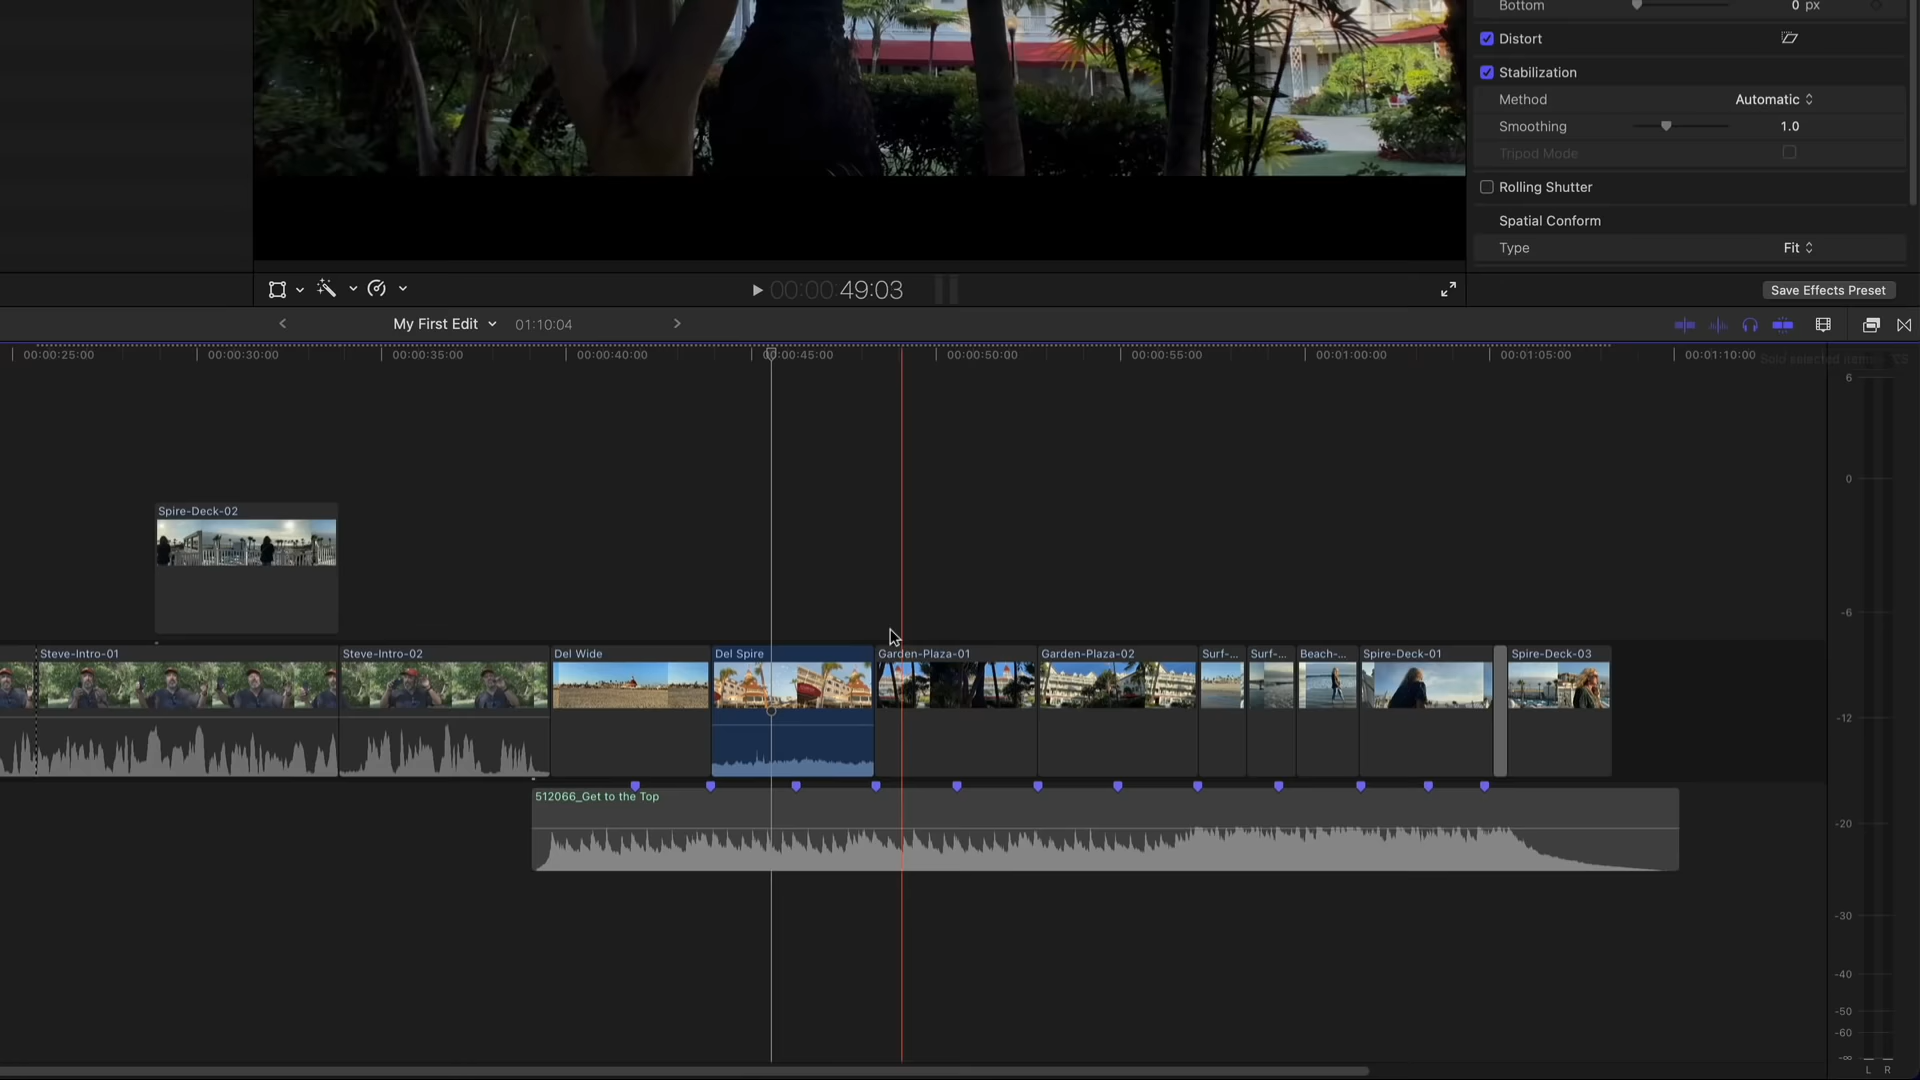 Bottom 0 px
Distort
Stabilization
Method Automatic
Smoothing 1.0
Tripod Mode
Rolling Shutter
Spatial Conform
Type Fit
00:00:49:03
Save Effects Preset
My First Edit 01:10:04
00:00:25:00 00:00:30:00 00:00:35:00 00:00:40:00 00:00:45:00 00:00:50:00 00:00:55:00 00:01:00:00 00:01:05:00 00:01:10:00
Solo selected items ⌥S
6
0
Spire-Deck-02
-6
Steve-Intro-01 Steve-Intro-02 Del Wide Del Spire Garden-Plaza-01 Garden-Plaza-02 Surf-... Surf-... Beach-... Spire-Deck-01 Spire-Deck-03
-12
512066_Get to the Top
-20
-30
-40
-50
-60
-∞
L R